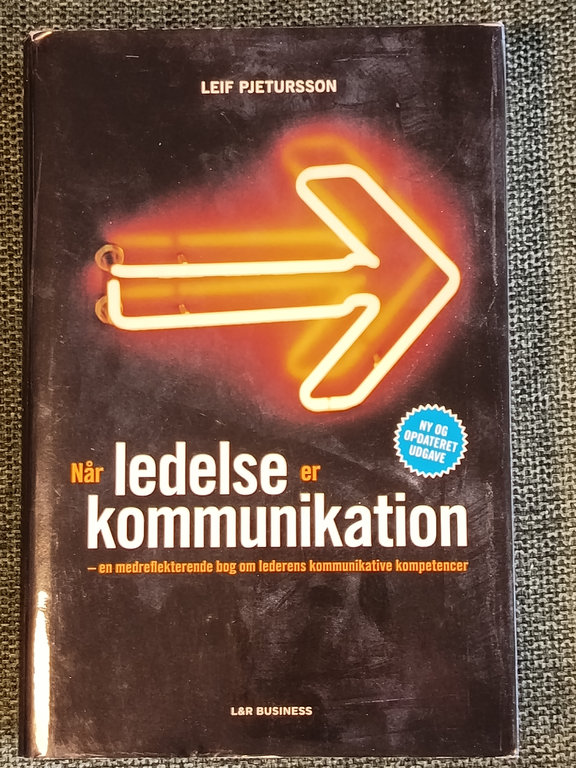 LEIF PJETURSSON
NY OG
OPDATERET
UDGAVE
Når ledelse er
kommunikation
– en medreflekterende bog om lederens kommunikative kompetencer
L&R BUSINESS